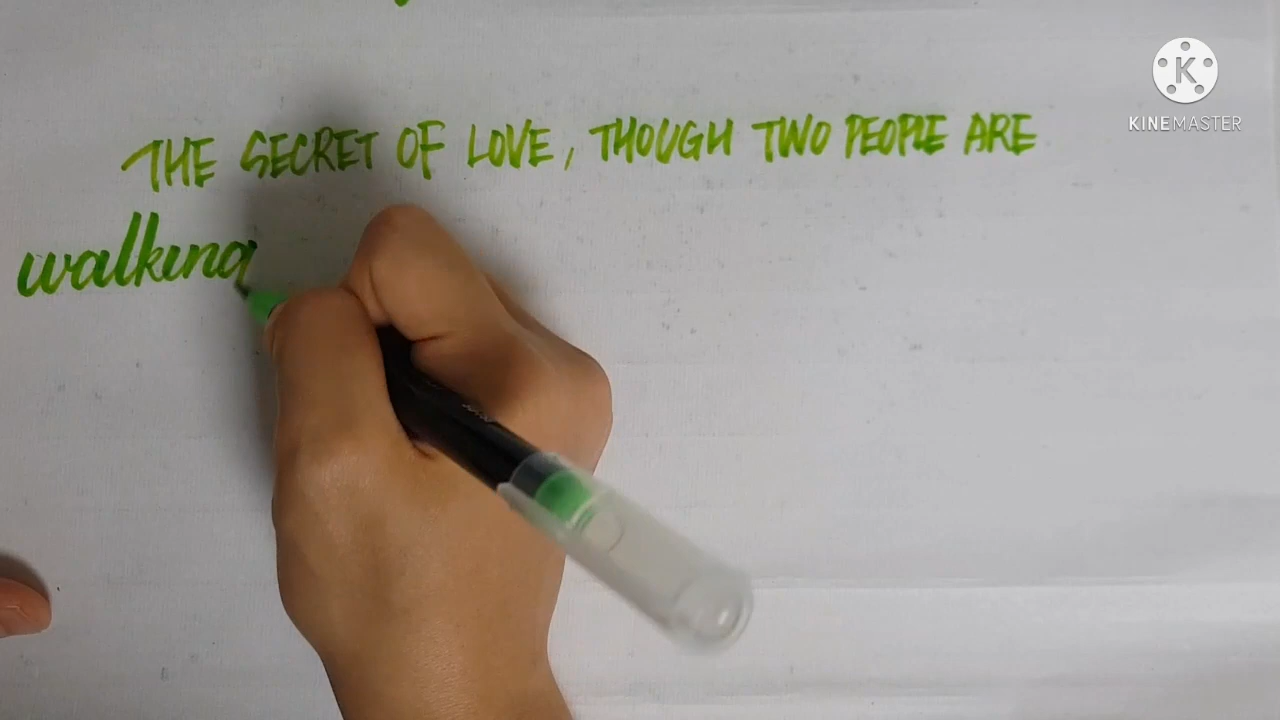 THE SECRET OF LOVE, THOUGH TWO PEOPLE ARE
walking
K
KINEMASTER